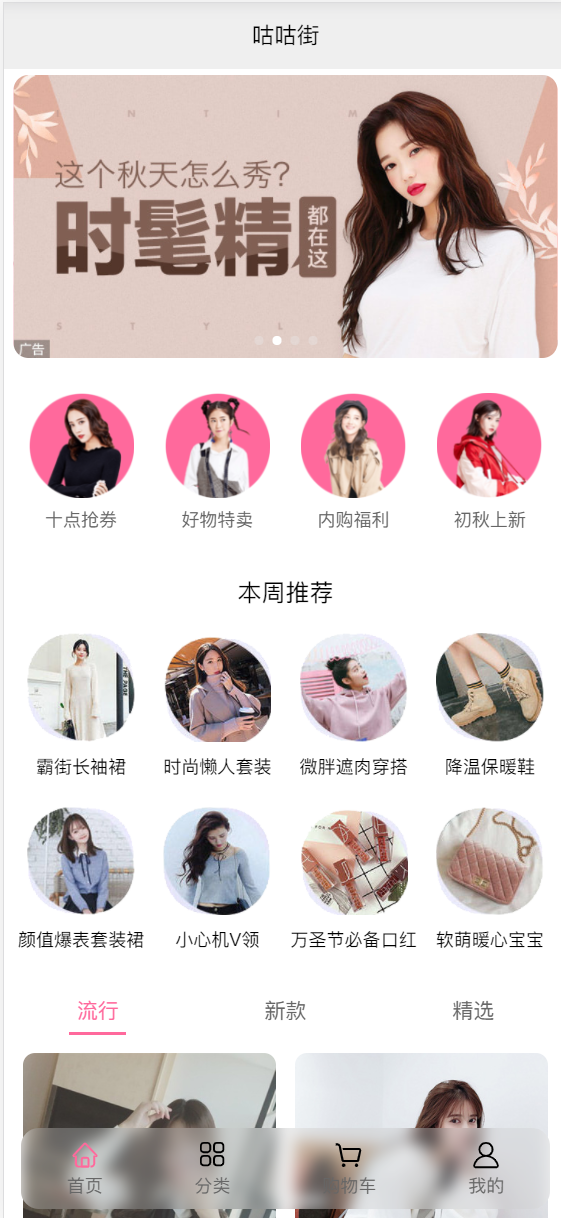 咕咕街
N T I M
这个秋天怎么秀?
时髦精
都在这
S T Y L
广告
十点抢券
好物特卖
内购福利
初秋上新
本周推荐
霸街长袖裙
时尚懒人套装
微胖遮肉穿搭
降温保暖鞋
颜值爆表套装裙
小心机V领
万圣节必备口红
软萌暖心宝宝
流行
新款
精选
首页
分类
购物车
我的